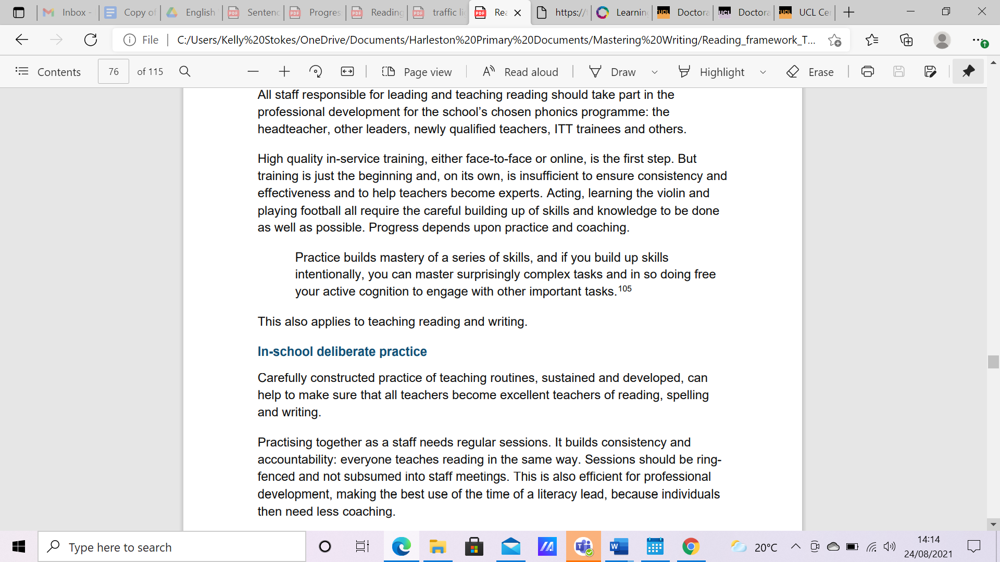 Inbox -
Copy of
English
Sentenc
Progres
Reading
traffic li
Rea
https://
Learning
Doctora
Doctora
UCL Ce
File
C:/Users/Kelly%20Stokes/OneDrive/Documents/Harleston%20Primary%20Documents/Mastering%20Writing/Reading_framework_T...
Contents
76
of 115
Page view
Read aloud
Draw
Highlight
Erase
All staff responsible for leading and teaching reading should take part in the
professional development for the school’s chosen phonics programme: the
headteacher, other leaders, newly qualified teachers, ITT trainees and others.
High quality in-service training, either face-to-face or online, is the first step. But
training is just the beginning and, on its own, is insufficient to ensure consistency and
effectiveness and to help teachers become experts. Acting, learning the violin and
playing football all require the careful building up of skills and knowledge to be done
as well as possible. Progress depends upon practice and coaching.
Practice builds mastery of a series of skills, and if you build up skills
intentionally, you can master surprisingly complex tasks and in so doing free
your active cognition to engage with other important tasks.105
This also applies to teaching reading and writing.
In-school deliberate practice
Carefully constructed practice of teaching routines, sustained and developed, can
help to make sure that all teachers become excellent teachers of reading, spelling
and writing.
Practising together as a staff needs regular sessions. It builds consistency and
accountability: everyone teaches reading in the same way. Sessions should be ring-
fenced and not subsumed into staff meetings. This is also efficient for professional
development, making the best use of the time of a literacy lead, because individuals
then need less coaching.
Type here to search
20°C
14:14
24/08/2021